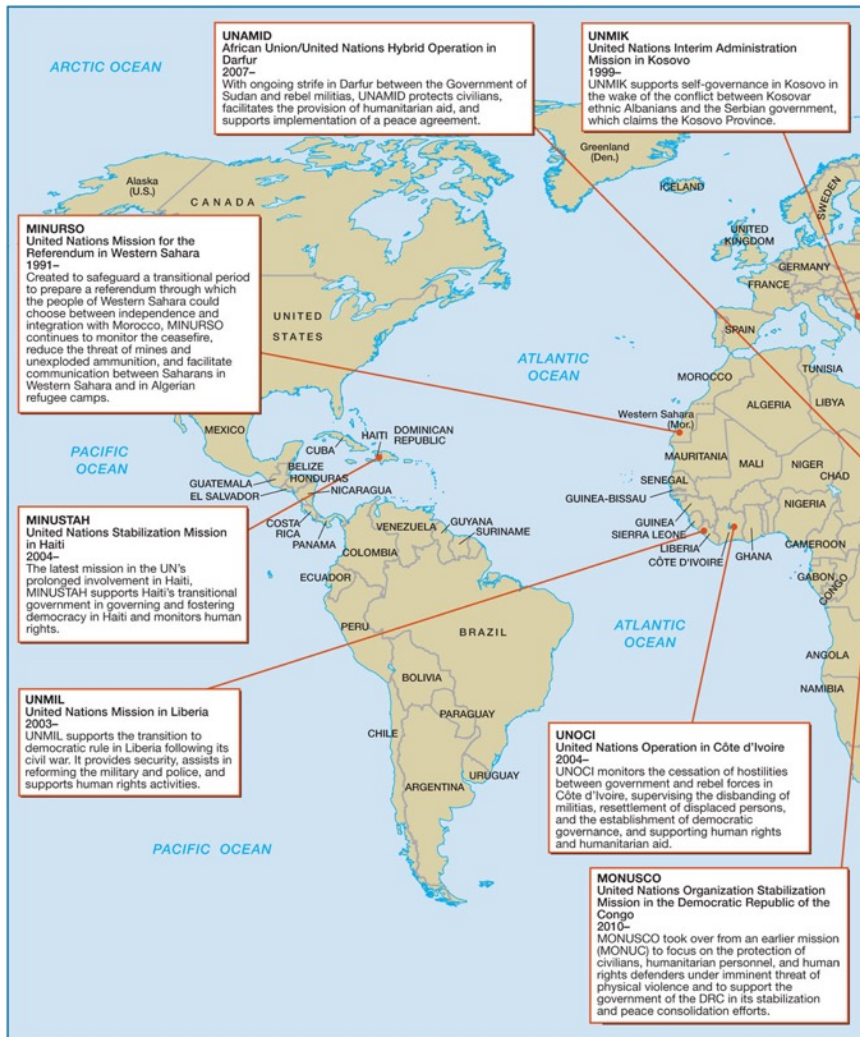 UNAMID
African Union/United Nations Hybrid Operation in
Darfur
2007–
With ongoing strife in Darfur between the Government of
Sudan and rebel militias, UNAMID protects civilians,
facilitates the provision of humanitarian aid, and
supports implementation of a peace agreement.
UNMIK
United Nations Interim Administration
Mission in Kosovo
1999–
UNMIK supports self-governance in Kosovo in
the wake of the conflict between Kosovar
ethnic Albanians and the Serbian government,
which claims the Kosovo Province.
ARCTIC OCEAN
Greenland
(Den.)
ICELAND
Alaska
(U.S.)
CANADA
SWEDEN
UNITED
KINGDOM
GERMANY
FRANCE
SPAIN
MINURSO
United Nations Mission for the
Referendum in Western Sahara
1991–
Created to safeguard a transitional period
to prepare a referendum through which
the people of Western Sahara could
choose between independence and
integration with Morocco, MINURSO
continues to monitor the ceasefire,
reduce the threat of mines and
unexploded ammunition, and facilitate
communication between Saharans in
Western Sahara and in Algerian
refugee camps.
UNITED
STATES
ATLANTIC
OCEAN
TUNISIA
MOROCCO
ALGERIA
LIBYA
Western Sahara
(Mor.)
MEXICO
PACIFIC
OCEAN
CUBA
HAITI
DOMINICAN
REPUBLIC
BELIZE
HONDURAS
GUATEMALA
EL SALVADOR
NICARAGUA
COSTA
RICA
PANAMA
MAURITANIA
MALI
NIGER
CHAD
SENEGAL
GUINEA-BISSAU
NIGERIA
GUINEA
SIERRA LEONE
LIBERIA
CÔTE D'IVOIRE
GHANA
CAMEROON
GABON
CONGO
VENEZUELA
GUYANA
SURINAME
COLOMBIA
ECUADOR
PERU
BRAZIL
MINUSTAH
United Nations Stabilization Mission
in Haiti
2004–
The latest mission in the UN's
prolonged involvement in Haiti,
MINUSTAH supports Haiti's transitional
government in governing and fostering
democracy in Haiti and monitors human
rights.
ATLANTIC
OCEAN
ANGOLA
NAMIBIA
BOLIVIA
PARAGUAY
CHILE
URUGUAY
ARGENTINA
UNMIL
United Nations Mission in Liberia
2003–
UNMIL supports the transition to
democratic rule in Liberia following its
civil war. It provides security, assists in
reforming the military and police, and
supports human rights activities.
PACIFIC OCEAN
UNOCI
United Nations Operation in Côte d'Ivoire
2004–
UNOCI monitors the cessation of hostilities
between government and rebel forces in
Côte d'Ivoire, supervising the disbanding of
militias, resettlement of displaced persons,
and the establishment of democratic
governance, and supporting human rights
and humanitarian aid.
MONUSCO
United Nations Organization Stabilization
Mission in the Democratic Republic of the
Congo
2010–
MONUSCO took over from an earlier mission
(MONUC) to focus on the protection of
civilians, humanitarian personnel, and human
rights defenders under imminent threat of
physical violence and to support the
government of the DRC in its stabilization
and peace consolidation efforts.